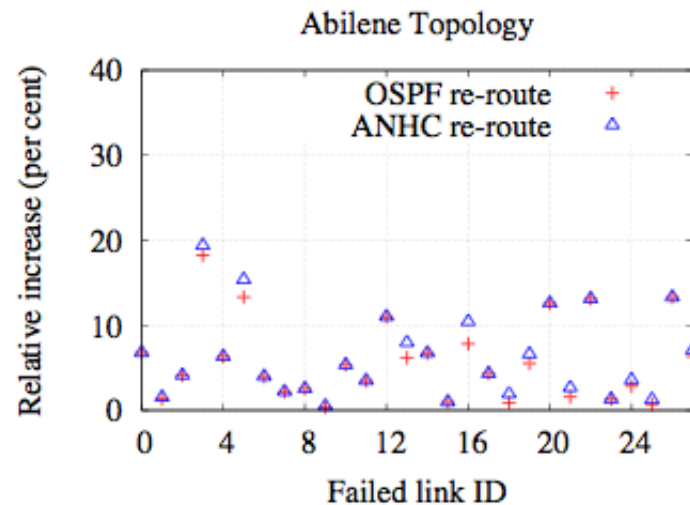 Abilene Topology
Relative increase (per cent)
40
30
20
10
0
OSPF re-route
ANHC re-route
0 4 8 12 16 20 24
Failed link ID